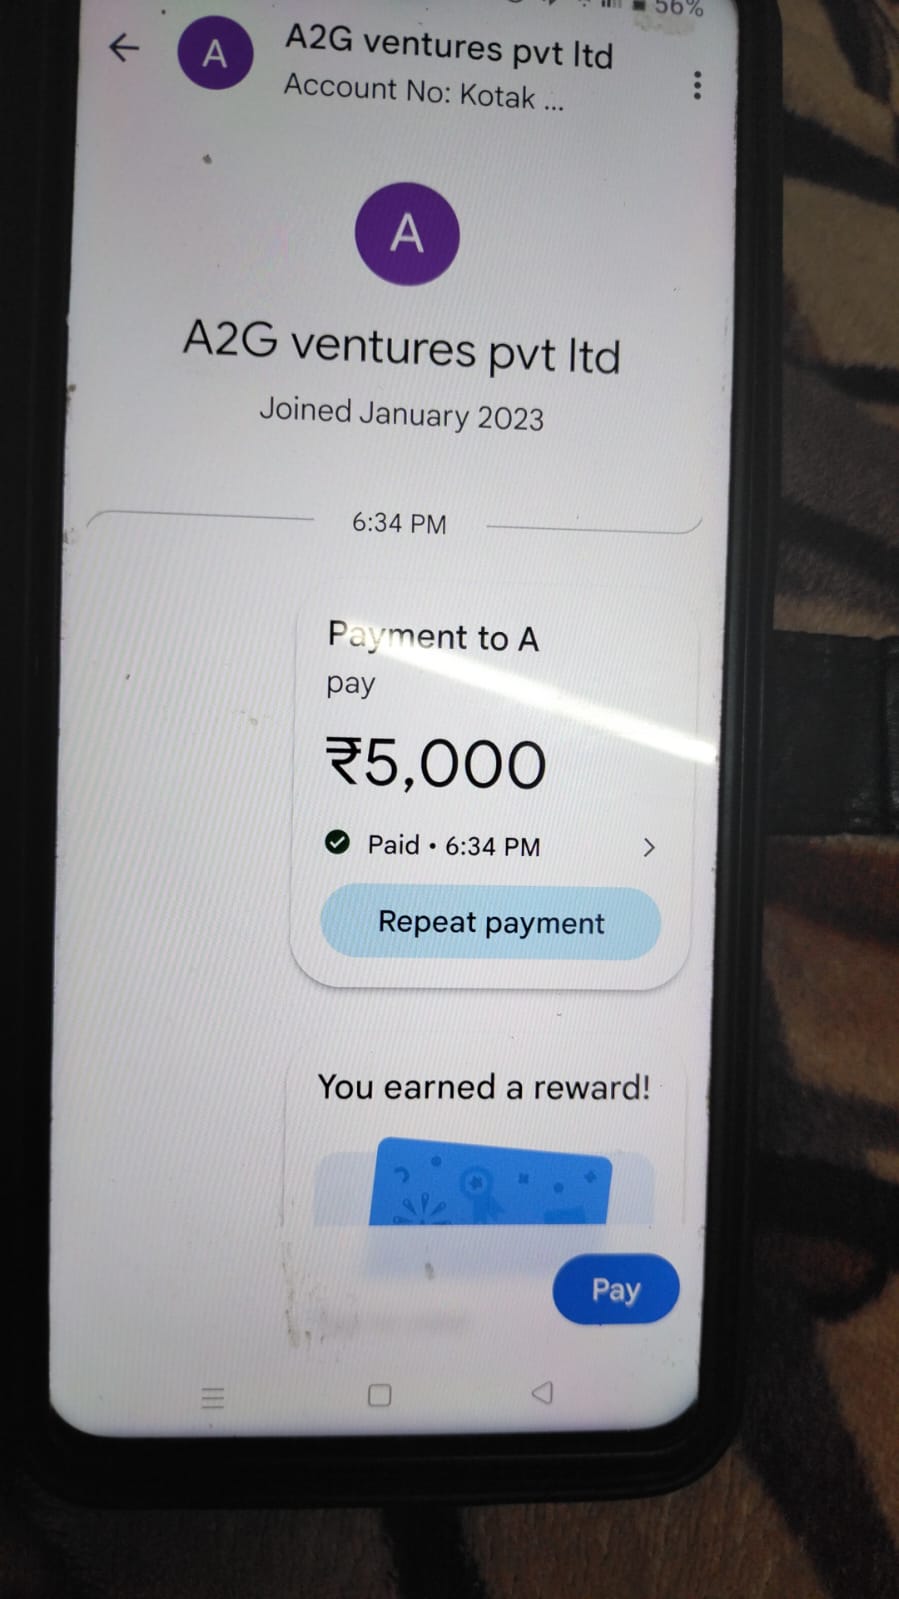 56%
A
A2G ventures pvt ltd
Account No: Kotak ...
A
A2G ventures pvt ltd
Joined January 2023
6:34 PM
Payment to A
pay
₹5,000
Paid • 6:34 PM
Repeat payment
You earned a reward!
Pay